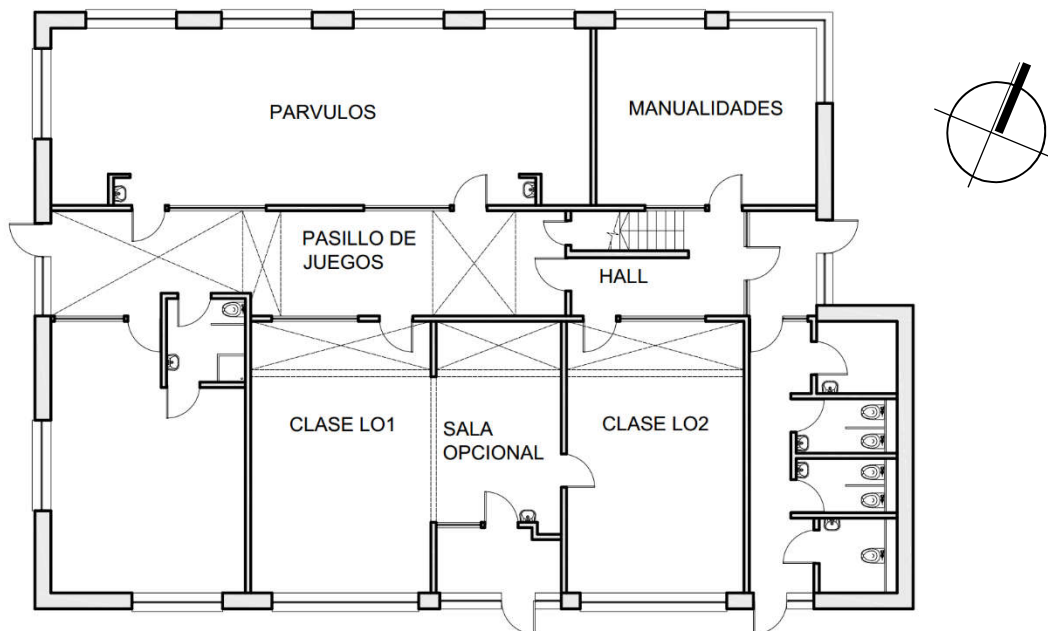 PARVULOS
MANUALIDADES
PASILLO DE
JUEGOS
HALL
CLASE LO1
SALA
OPCIONAL
CLASE LO2